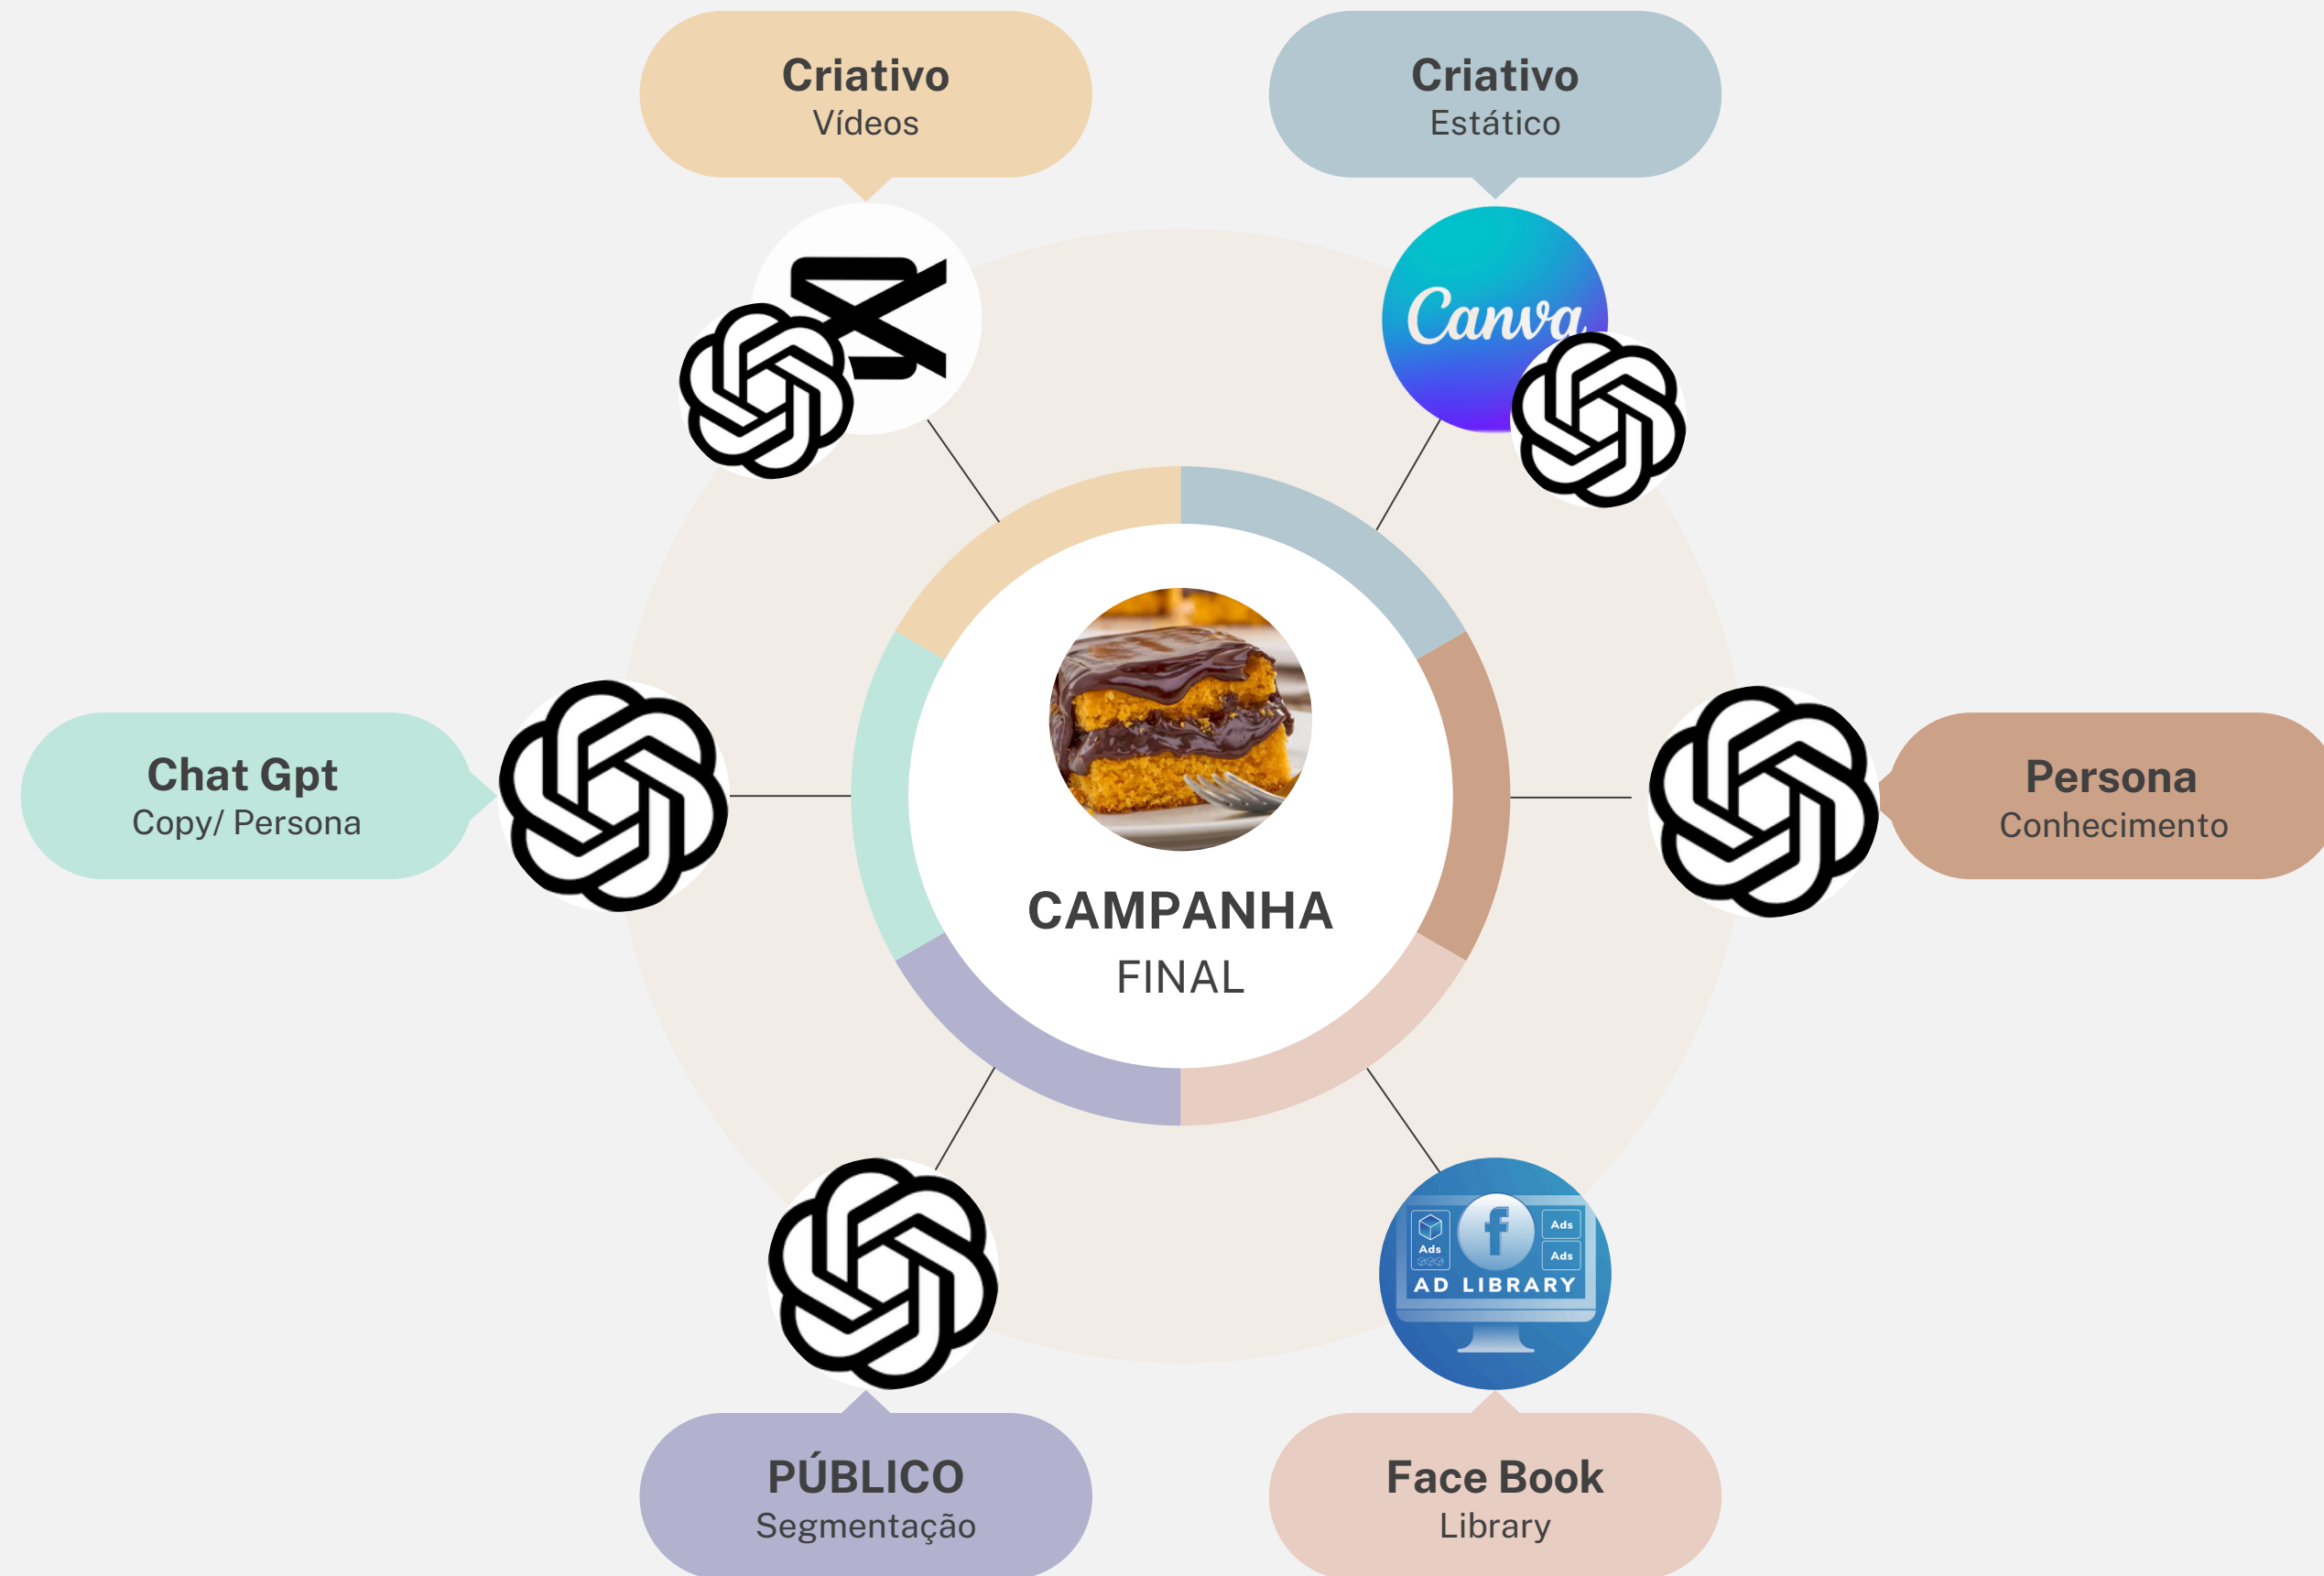 Criativo
Vídeos
Criativo
Estático
Canva
Chat Gpt
Copy/ Persona
CAMPANHA
FINAL
Persona
Conhecimento
Ads
Ads
Ads
AD LIBRARY
PÚBLICO
Segmentação
Face Book
Library